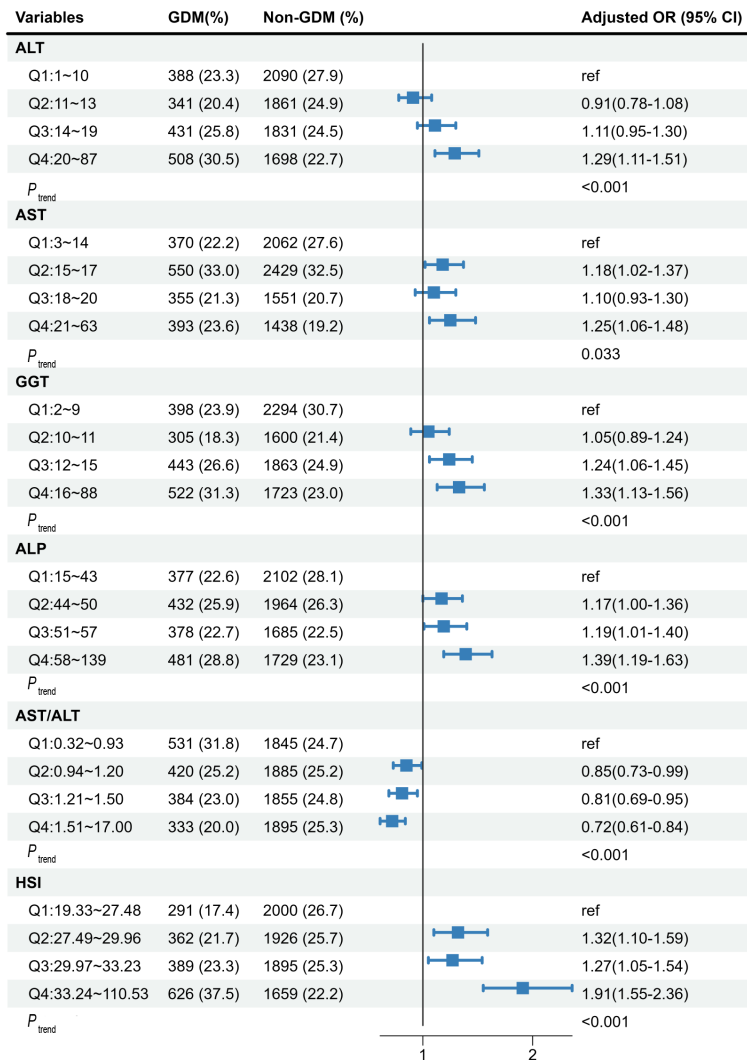 Variables GDM(%) Non-GDM (%) Adjusted OR (95% CI)
ALT
Q1:1~10 388 (23.3) 2090 (27.9) ref
Q2:11~13 341 (20.4) 1861 (24.9) 0.91(0.78-1.08)
Q3:14~19 431 (25.8) 1831 (24.5) 1.11(0.95-1.30)
Q4:20~87 508 (30.5) 1698 (22.7) 1.29(1.11-1.51)
P trend <0.001
AST
Q1:3~14 370 (22.2) 2062 (27.6) ref
Q2:15~17 550 (33.0) 2429 (32.5) 1.18(1.02-1.37)
Q3:18~20 355 (21.3) 1551 (20.7) 1.10(0.93-1.30)
Q4:21~63 393 (23.6) 1438 (19.2) 1.25(1.06-1.48)
P trend 0.033
GGT
Q1:2~9 398 (23.9) 2294 (30.7) ref
Q2:10~11 305 (18.3) 1600 (21.4) 1.05(0.89-1.24)
Q3:12~15 443 (26.6) 1863 (24.9) 1.24(1.06-1.45)
Q4:16~88 522 (31.3) 1723 (23.0) 1.33(1.13-1.56)
P trend <0.001
ALP
Q1:15~43 377 (22.6) 2102 (28.1) ref
Q2:44~50 432 (25.9) 1964 (26.3) 1.17(1.00-1.36)
Q3:51~57 378 (22.7) 1685 (22.5) 1.19(1.01-1.40)
Q4:58~139 481 (28.8) 1729 (23.1) 1.39(1.19-1.63)
P trend <0.001
AST/ALT
Q1:0.32~0.93 531 (31.8) 1845 (24.7) ref
Q2:0.94~1.20 420 (25.2) 1885 (25.2) 0.85(0.73-0.99)
Q3:1.21~1.50 384 (23.0) 1855 (24.8) 0.81(0.69-0.95)
Q4:1.51~17.00 333 (20.0) 1895 (25.3) 0.72(0.61-0.84)
P trend <0.001
HSI
Q1:19.33~27.48 291 (17.4) 2000 (26.7) ref
Q2:27.49~29.96 362 (21.7) 1926 (25.7) 1.32(1.10-1.59)
Q3:29.97~33.23 389 (23.3) 1895 (25.3) 1.27(1.05-1.54)
Q4:33.24~110.53 626 (37.5) 1659 (22.2) 1.91(1.55-2.36)
P trend <0.001
1 2